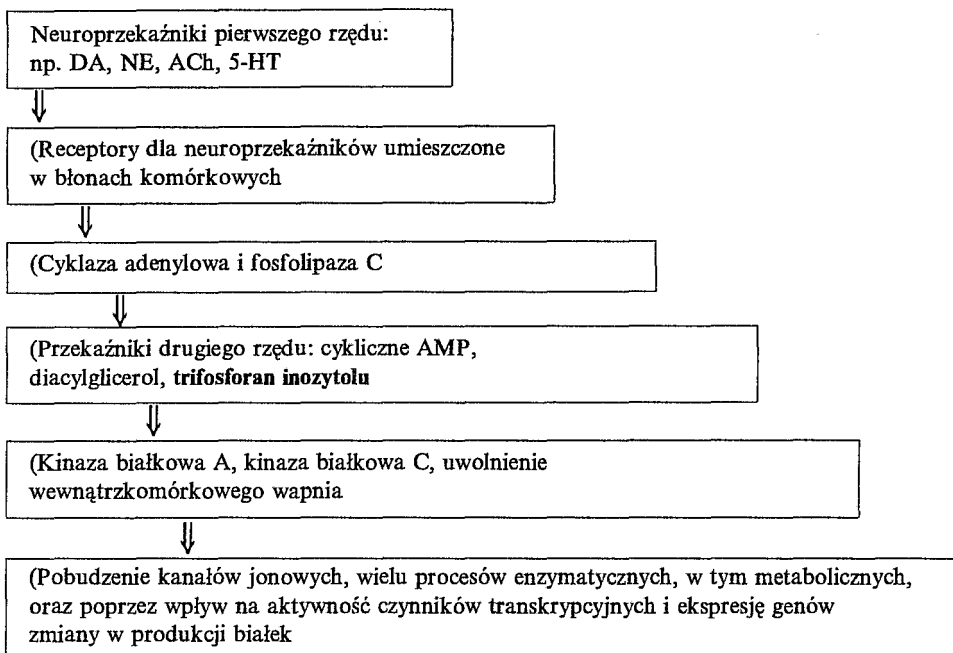 Neuroprzekaźniki pierwszego rzędu:
np. DA, NE, ACh, 5-HT
⇓
(Receptory dla neuroprzekaźników umieszczone
w błonach komórkowych
⇓
(Cyklaza adenylowa i fosfolipaza C
⇓
(Przekaźniki drugiego rzędu: cykliczne AMP,
diacylglicerol, trifosforan inozytolu
⇓
(Kinaza białkowa A, kinaza białkowa C, uwolnienie
wewnątrzkomórkowego wapnia
⇓
(Pobudzenie kanałów jonowych, wielu procesów enzymatycznych, w tym metabolicznych,
oraz poprzez wpływ na aktywność czynników transkrypcyjnych i ekspresję genów
zmiany w produkcji białek